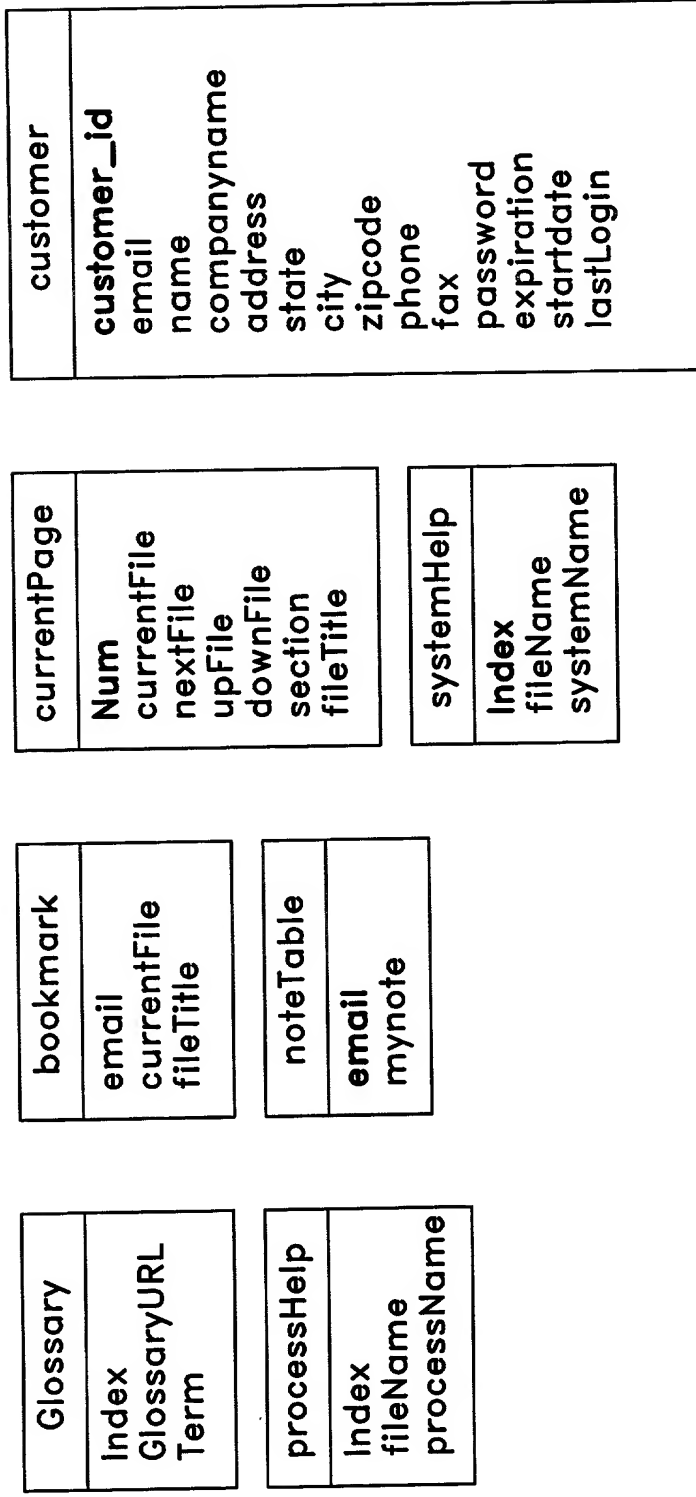 Glossary
Index
GlossaryURL
Term
processHelp
Index
fileName
processName
bookmark
email
currentFile
fileTitle
noteTable
email
mynote
currentPage
Num
currentFile
nextFile
upFile
downFile
section
fileTitle
systemHelp
Index
fileName
systemName
customer
customer_id
email
name
companyname
address
state
city
zipcode
phone
fax
password
expiration
startdate
lastLogin